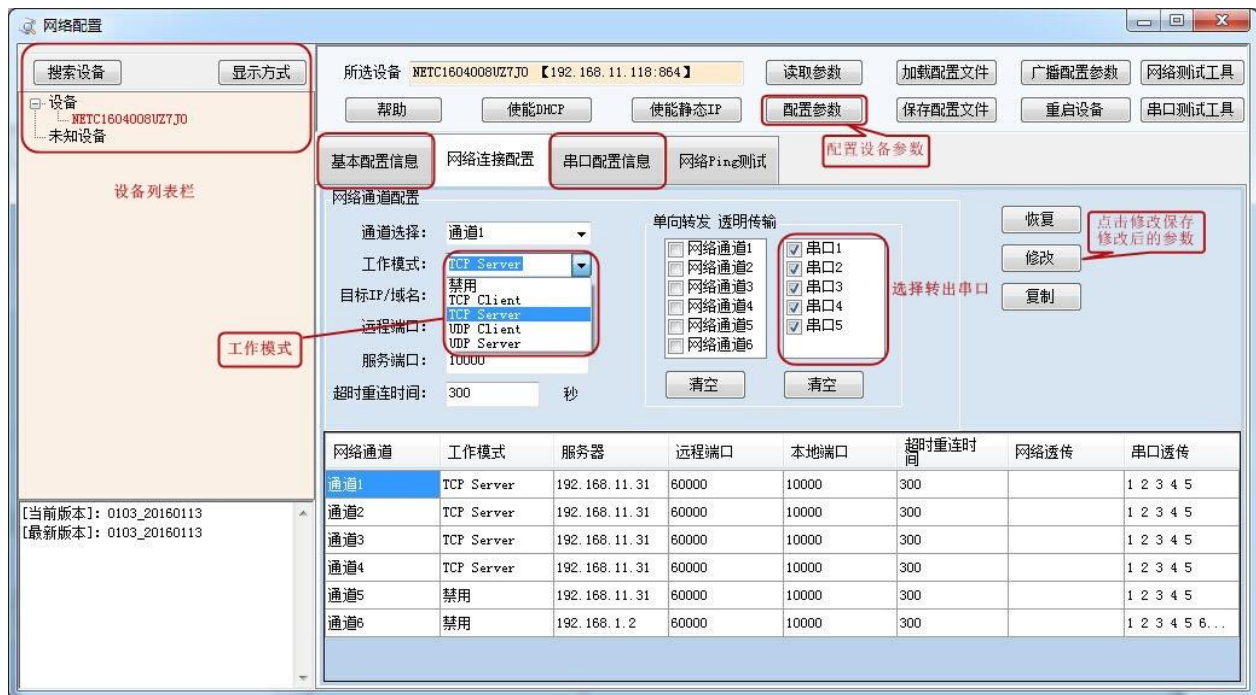 网络配置
搜索设备 显示方式
设备
NETC1604008UZ7J0
未知设备
设备列表栏
所选设备 NETC1604008UZ7J0 【192.168.11.118:864】 读取参数 加载配置文件 广播配置参数 网络测试工具
帮助 使能DHCP 使能静态IP 配置参数 保存配置文件 重启设备 串口测试工具
配置设备参数
基本配置信息 网络连接配置 串口配置信息 网络Ping测试
网络通道配置
通道选择: 通道1
工作模式: TCP Server
禁用
TCP Client
TCP Server
UDP Client
UDP Server
工作模式
目标IP/域名:
远程端口:
服务端口: 10000
超时重连时间: 300 秒
单向转发 透明传输
网络通道1
网络通道2
网络通道3
网络通道4
网络通道5
网络通道6
清空
串口1
串口2
串口3
串口4
串口5
清空
选择转出串口
恢复
修改
复制
点击修改保存
修改后的参数
网络通道 工作模式 服务器 远程端口 本地端口 超时重连时间 网络透传 串口透传
通道1 TCP Server 192.168.11.31 60000 10000 300 1 2 3 4 5
通道2 TCP Server 192.168.11.31 60000 10000 300 1 2 3 4 5
通道3 TCP Server 192.168.11.31 60000 10000 300 1 2 3 4 5
通道4 TCP Server 192.168.11.31 60000 10000 300 1 2 3 4 5
通道5 禁用 192.168.11.31 60000 10000 300 1 2 3 4 5
通道6 禁用 192.168.1.2 60000 10000 300 1 2 3 4 5 6...
[当前版本]: 0103_20160113
[最新版本]: 0103_20160113